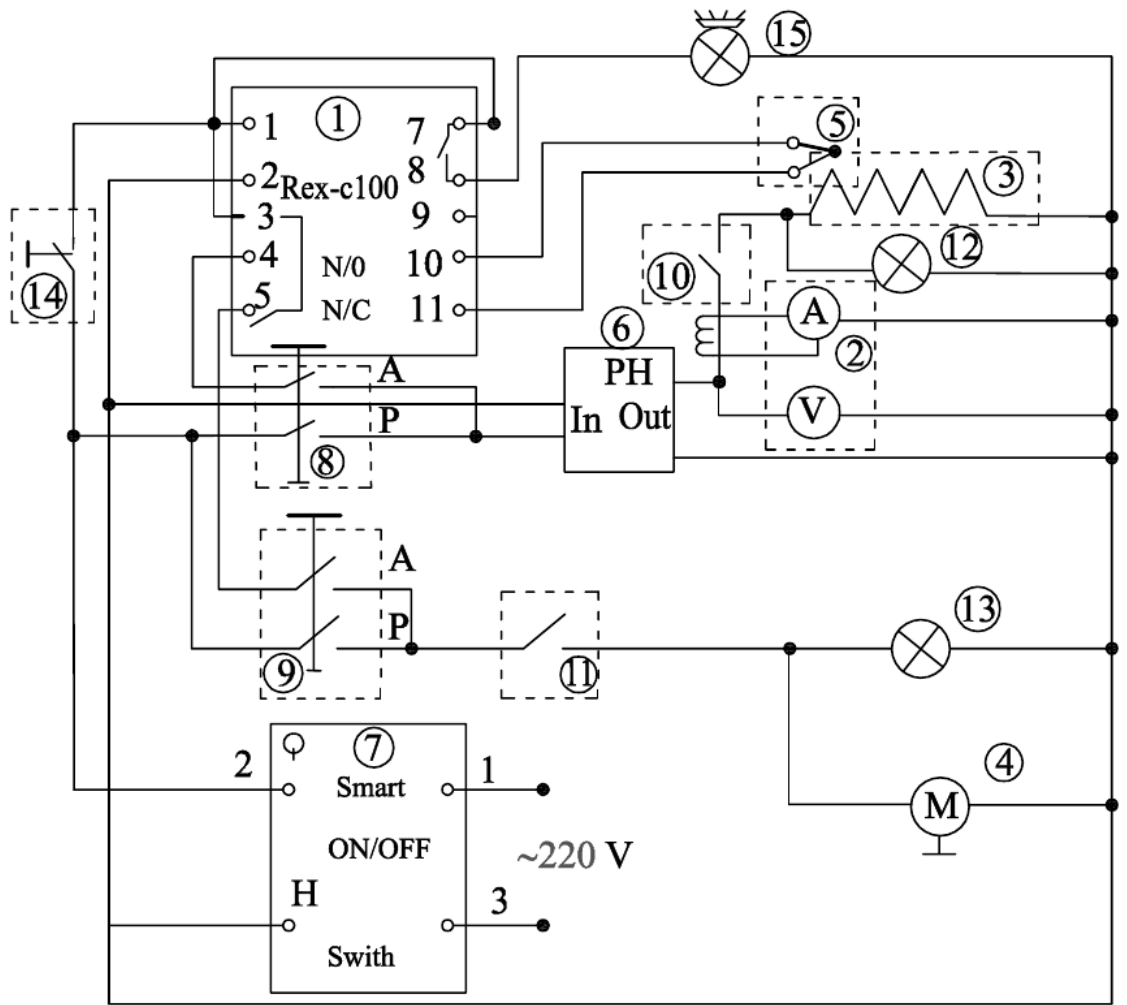 15
1 1 7
5
8
2 Rex-c100
3
3 9
4 N/0 10 12
10
14
5 N/C 11
A
6
2
PH
A
In Out V
P
8
A
13
P
9 11
7
2 Smart 1
4
ON/OFF ~220 V
M
H 3
Swith